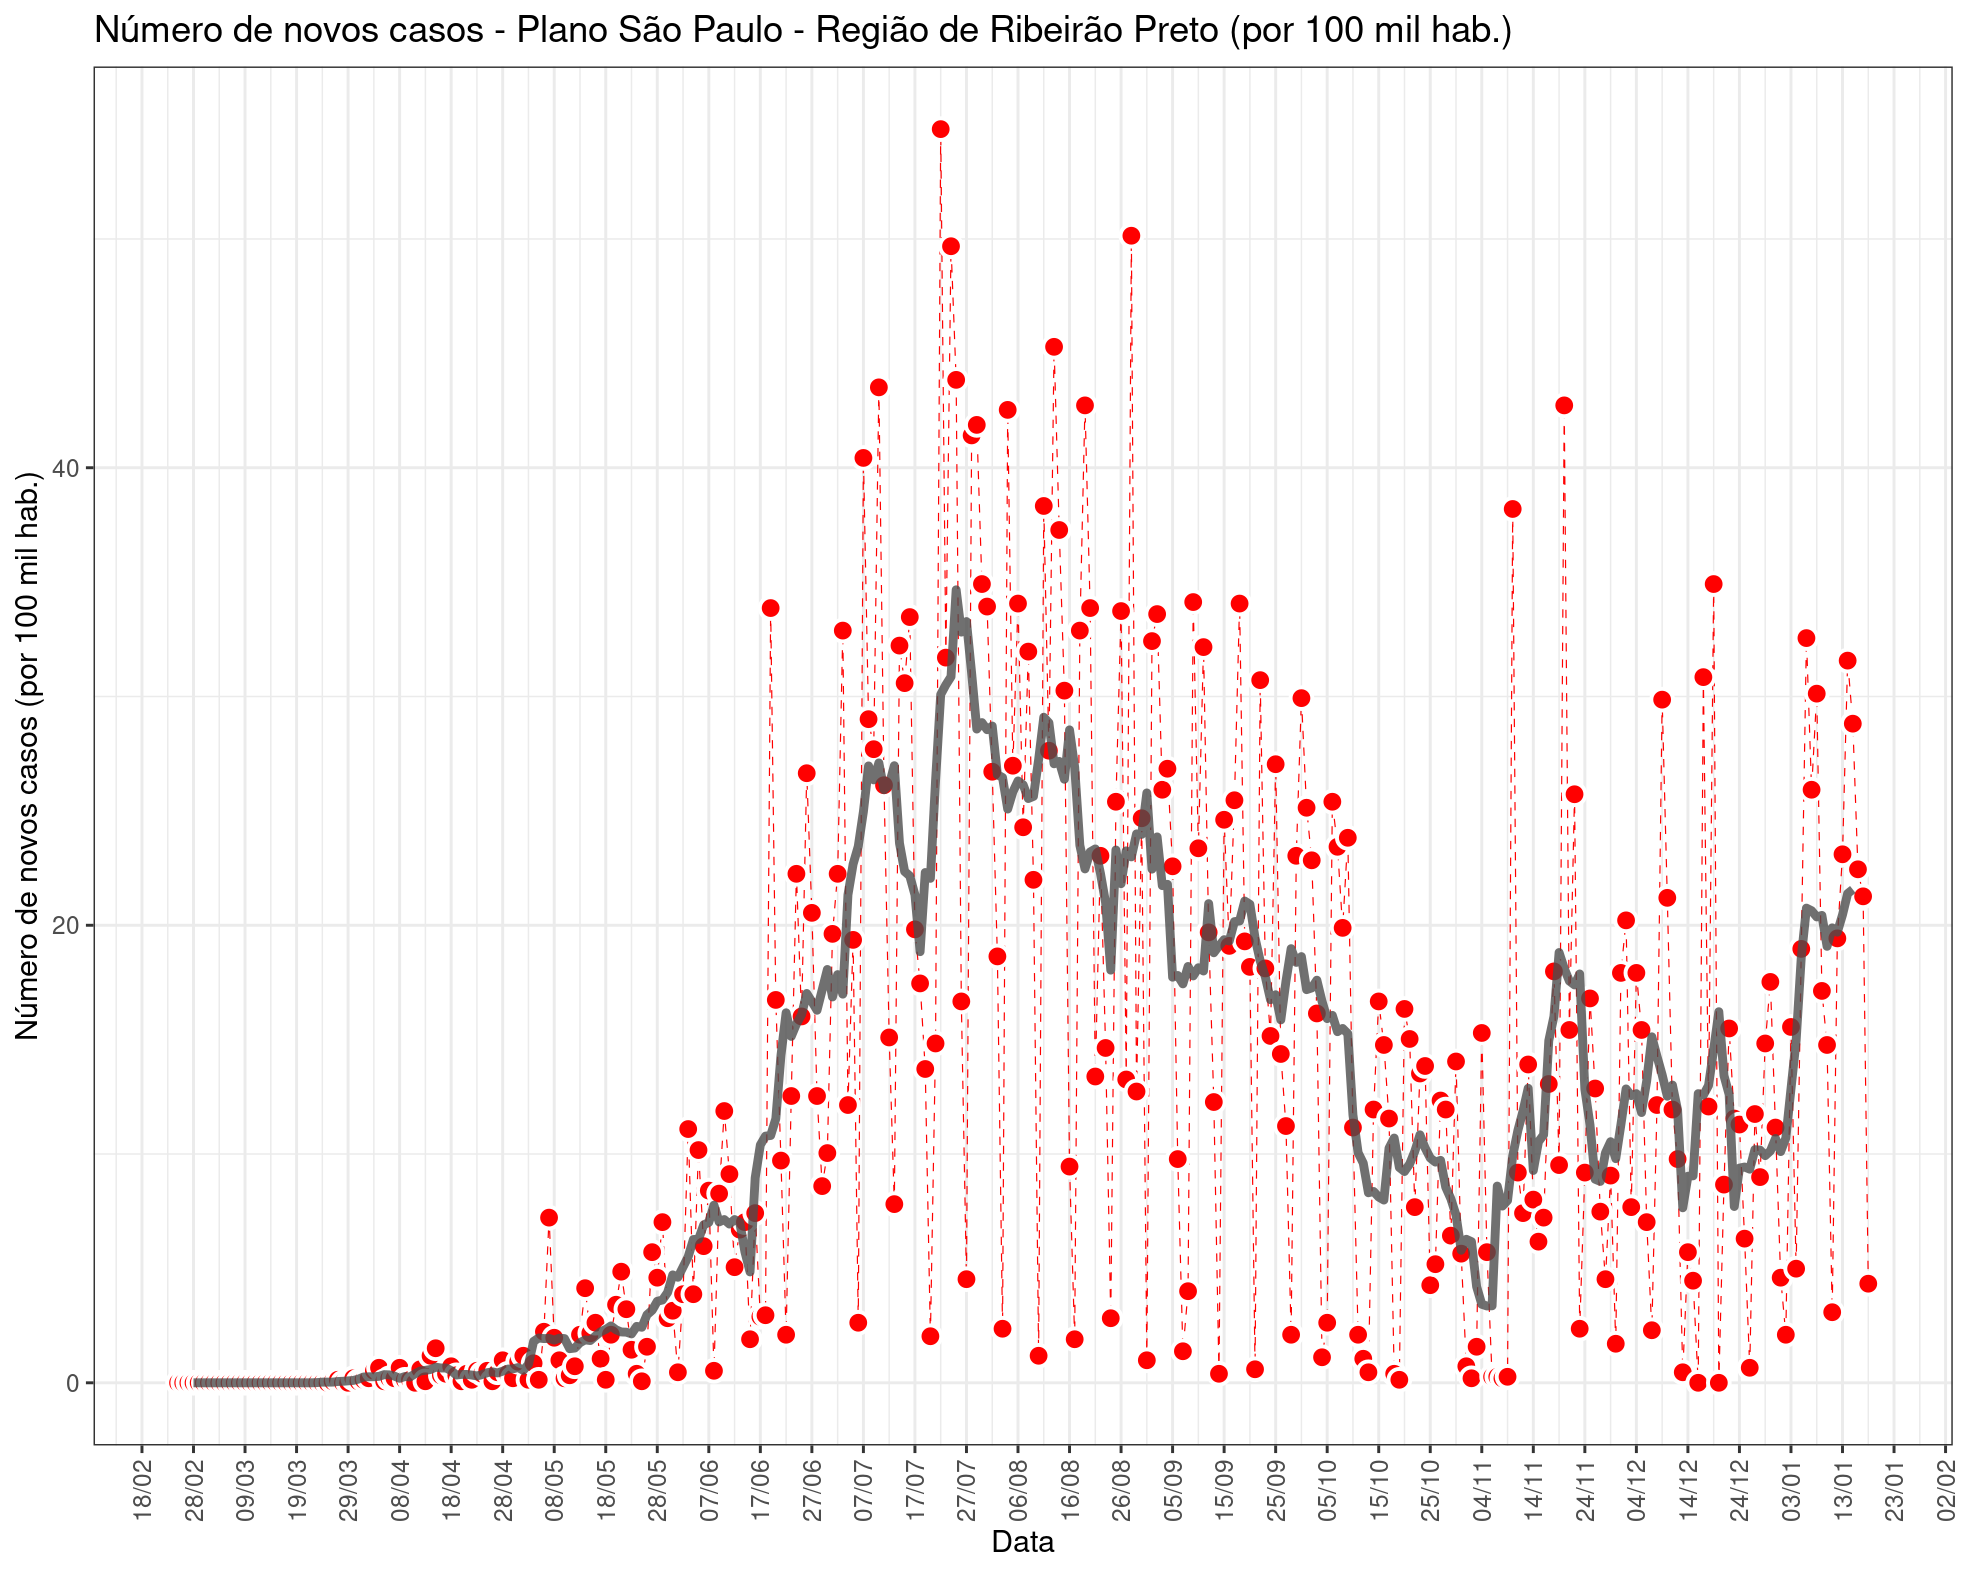 Número de novos casos - Plano São Paulo - Região de Ribeirão Preto (por 100 mil hab.)
Número de novos casos (por 100 mil hab.)
40
20
0
18/02 28/02 09/03 19/03 29/03 08/04 18/04 28/04 08/05 18/05 28/05 07/06 17/06 27/06 07/07 17/07 27/07 06/08 16/08 26/08 05/09 15/09 25/09 05/10 15/10 25/10 04/11 14/11 24/11 04/12 14/12 24/12 03/01 13/01 23/01 02/02
Data